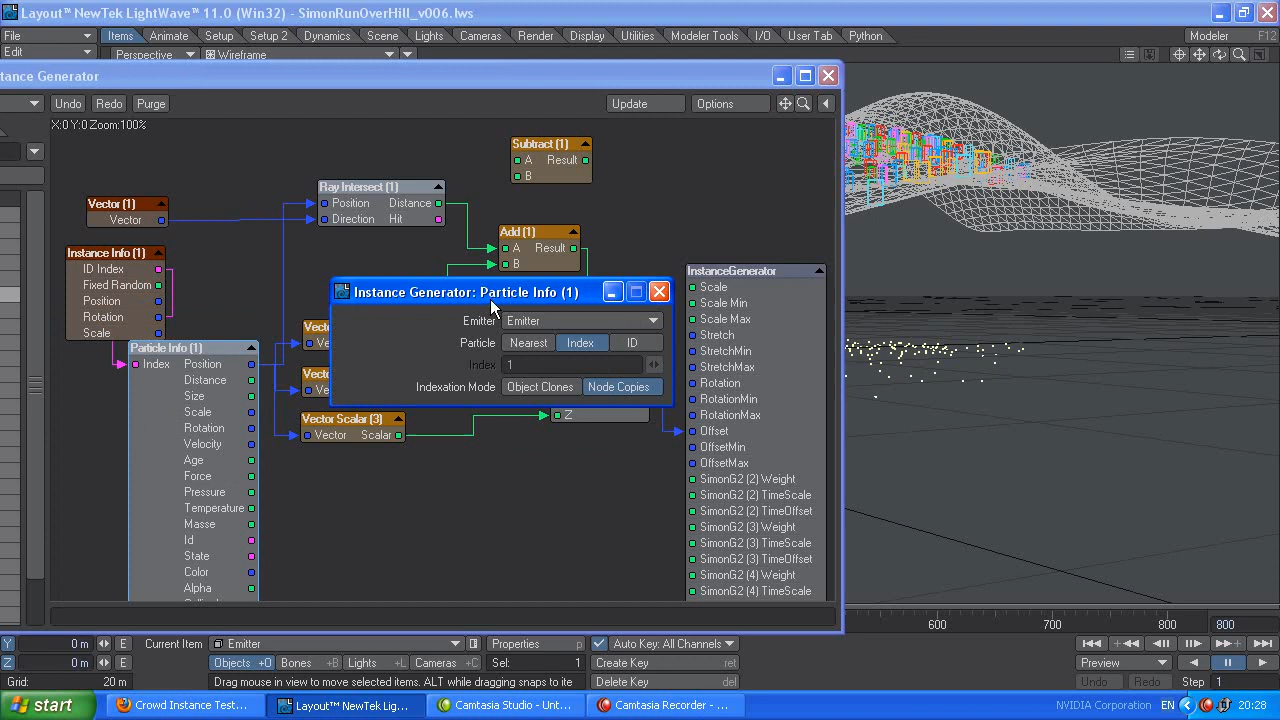 Layout™ NewTek LightWave™ 11.0 (Win32) - SimonRunOverHill_v006.lws
File Items Animate Setup Setup 2 Dynamics Scene Lights Cameras Render Display Utilities Modeler Tools I/O User Tab Python Modeler F12
Edit Perspective Wireframe
tance Generator
Undo Redo Purge Update Options
X:0 Y:0 Zoom:100%
Subtract (1)
A Result
B
Ray Intersect (1)
Position Distance
Direction Hit
Vector (1)
Vector
Add (1)
A Result
B
Instance Info (1)
ID Index
Fixed Random
Position
Rotation
Scale
InstanceGenerator
Scale
Scale Min
Scale Max
Stretch
StretchMin
StretchMax
Rotation
RotationMin
RotationMax
Offset
OffsetMin
OffsetMax
SimonG2 (2) Weight
SimonG2 (2) TimeScale
SimonG2 (2) TimeOffset
SimonG2 (3) Weight
SimonG2 (3) TimeScale
SimonG2 (3) TimeOffset
SimonG2 (4) Weight
SimonG2 (4) TimeScale
Instance Generator: Particle Info (1)
Emitter Emitter
Particle Nearest Index ID
Index 1
Indexation Mode Object Clones Node Copies
Vecto
Ve
Vect
Ve
Vector Scalar (3)
Vector Scalar
Z
Particle Info (1)
Index Position
Distance
Size
Scale
Rotation
Velocity
Age
Force
Pressure
Temperature
Masse
Id
State
Color
Alpha
600 700 800 800
Y 0 m E Current Item Emitter Properties p Auto Key: All Channels
Z 0 m E Objects +O Bones +B Lights +L Cameras +C Sel: 1 Create Key ret Preview
Grid: 20 m Drag mouse in view to move selected items. ALT while dragging snaps to ite Delete Key del Undo Redo Step 1
start Crowd Instance Test... Layout™ NewTek Lig... Camtasia Studio - Unt... Camtasia Recorder - ... NVIDIA Corporation EN 20:28